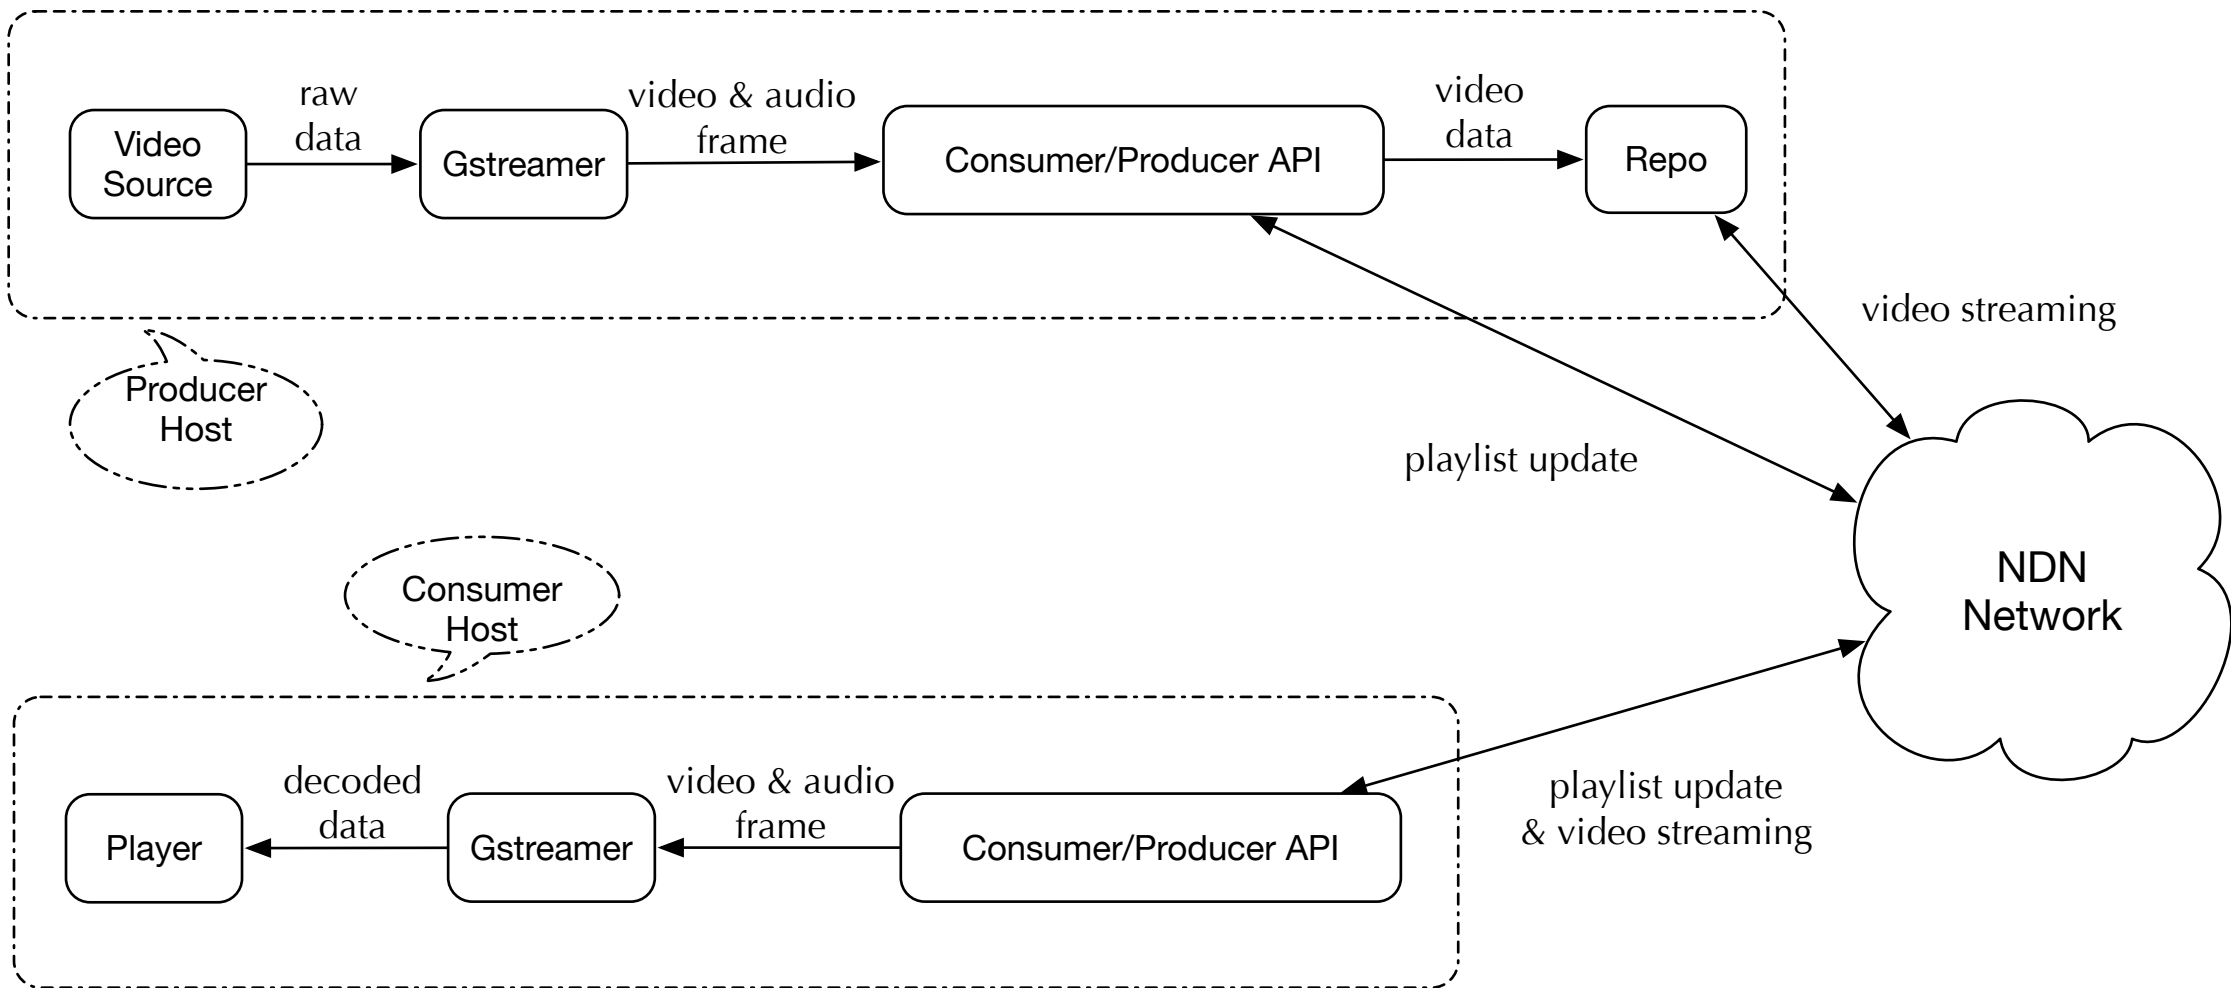 raw
data
video & audio
frame
video
data
Video
Source
Gstreamer
Consumer/Producer API
Repo
video streaming
Producer
Host
playlist update
NDN
Network
Consumer
Host
decoded
data
video & audio
frame
playlist update
& video streaming
Player
Gstreamer
Consumer/Producer API